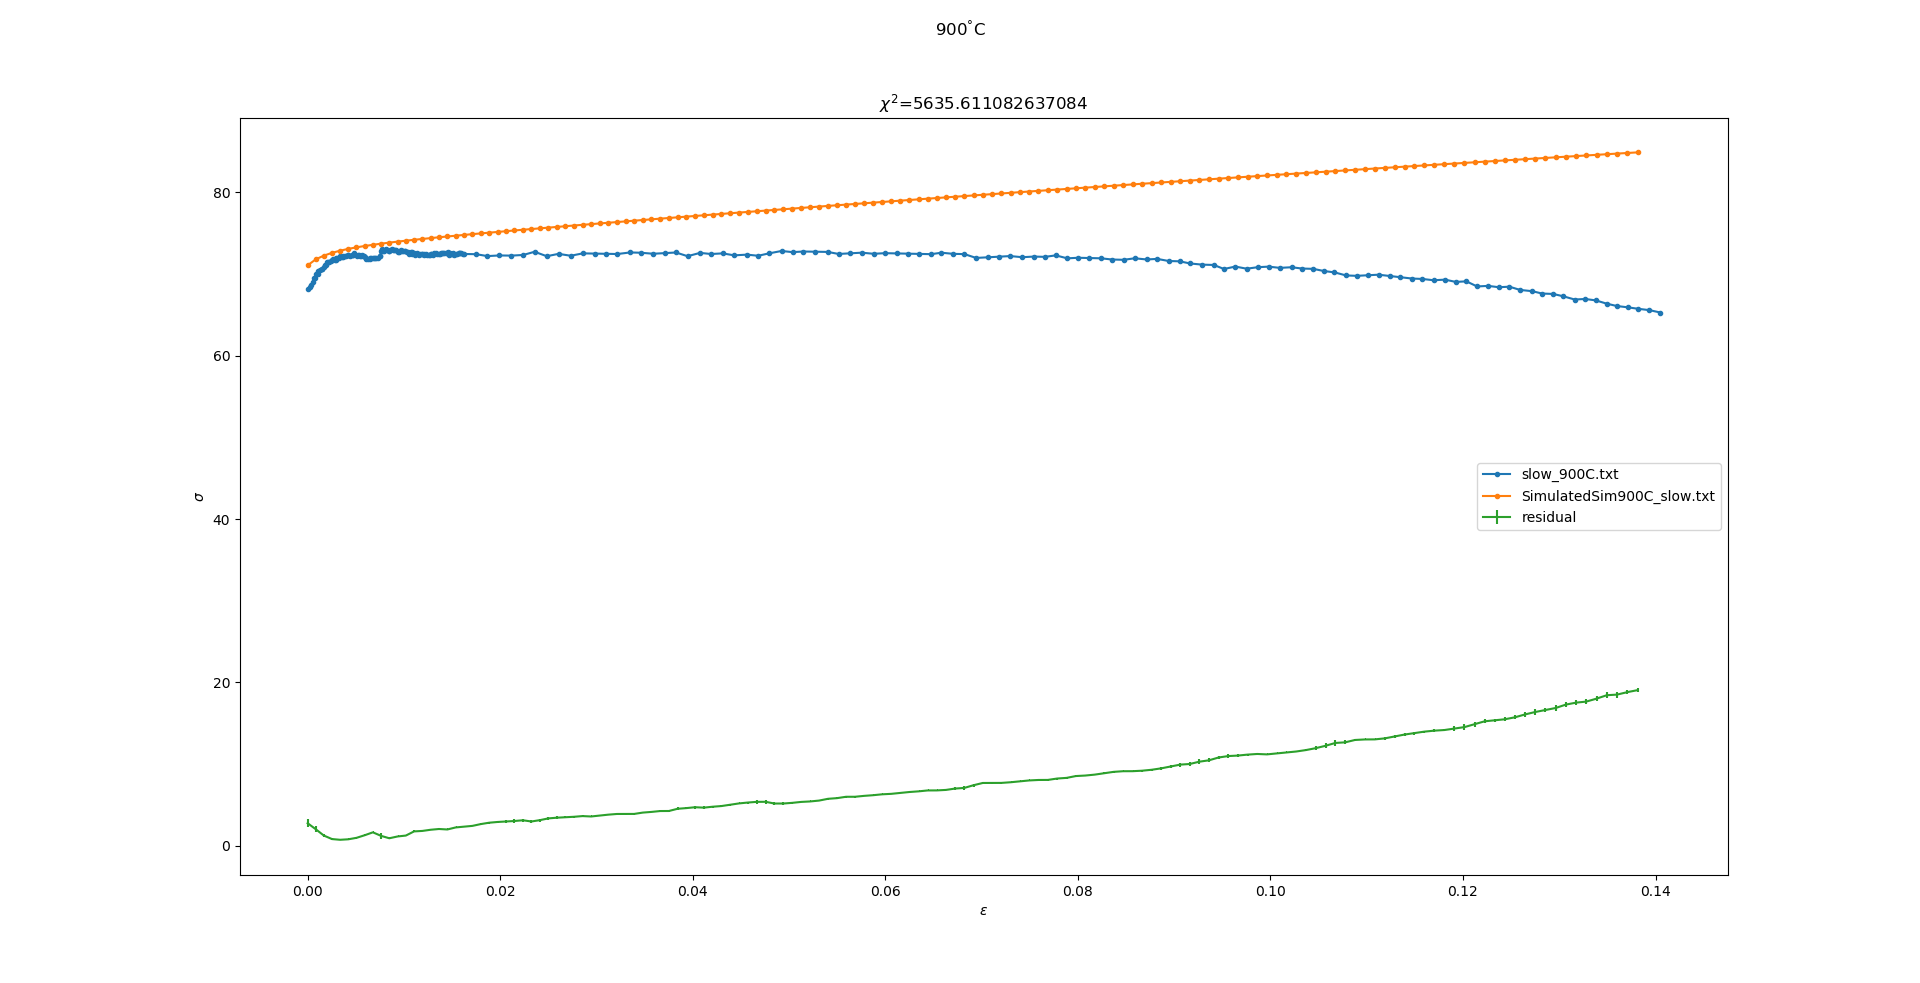 900°C
χ²=5635.611082637084
80
60
40
20
0
σ
slow_900C.txt
SimulatedSim900C_slow.txt
residual
0.00 0.02 0.04 0.06 0.08 0.10 0.12 0.14
ε